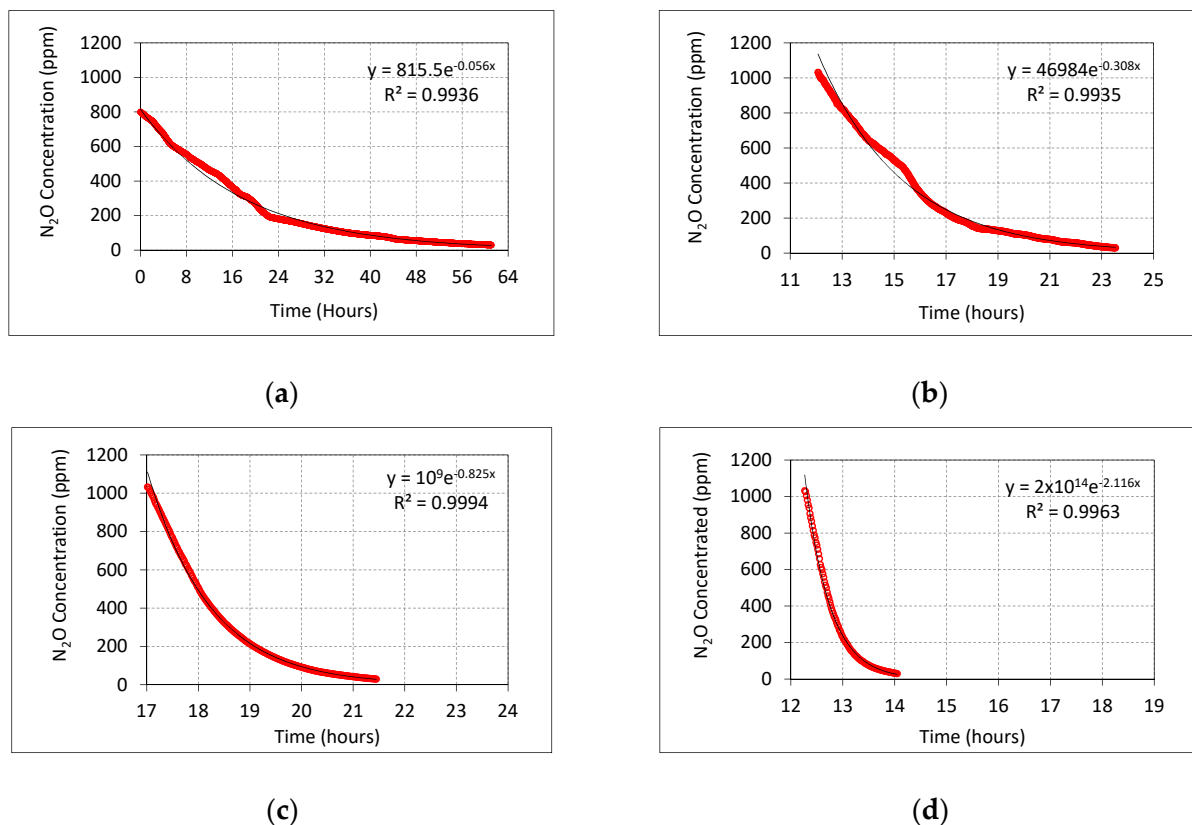 N₂O Concentration (ppm)
1200
1000
800
600
400
200
0
y = 815.5e⁻⁰·⁰⁵⁶ˣ
R² = 0.9936
0 8 16 24 32 40 48 56 64
Time (Hours)
(a)
N₂O Concentration (ppm)
1200
1000
800
600
400
200
0
y = 46984e⁻⁰·³⁰⁸ˣ
R² = 0.9935
11 13 15 17 19 21 23 25
Time (hours)
(b)
N₂O Concentration (ppm)
1200
1000
800
600
400
200
0
y = 10⁹e⁻⁰·⁸²⁵ˣ
R² = 0.9994
17 18 19 20 21 22 23 24
Time (hours)
(c)
N₂O Concentrated (ppm)
1200
1000
800
600
400
200
0
y = 2x10¹⁴e⁻²·¹¹⁶ˣ
R² = 0.9963
12 13 14 15 16 17 18 19
Time (hours)
(d)